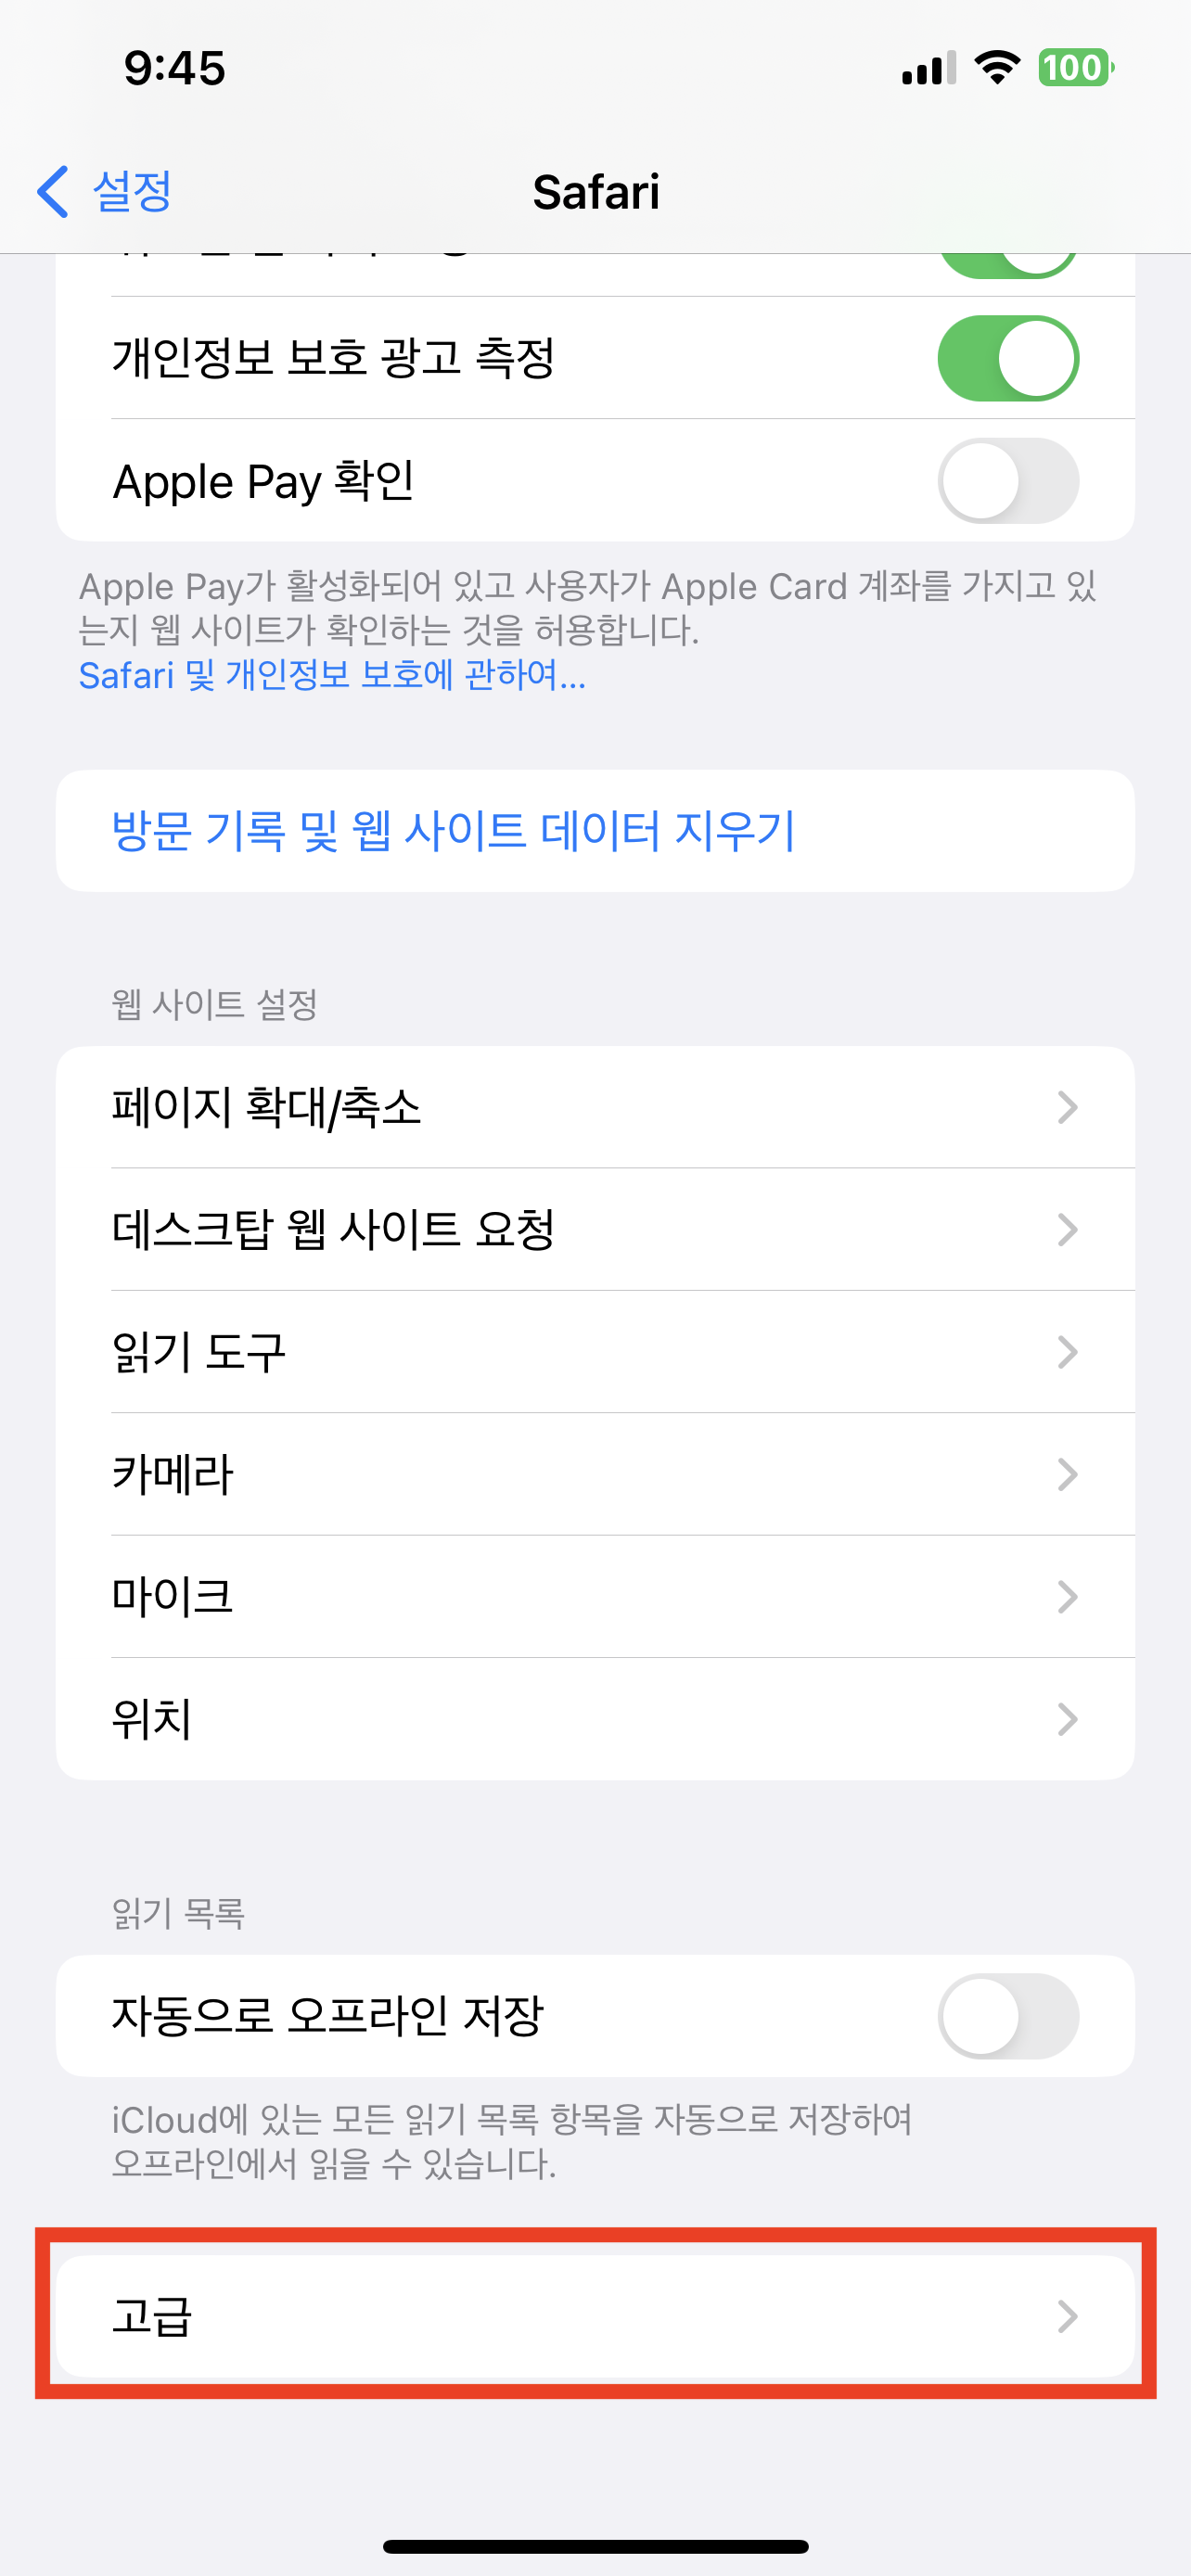 9:45
100
설정
Safari
개인정보 보호 광고 측정
Apple Pay 확인
Apple Pay가 활성화되어 있고 사용자가 Apple Card 계좌를 가지고 있
는지 웹 사이트가 확인하는 것을 허용합니다.
Safari 및 개인정보 보호에 관하여...
방문 기록 및 웹 사이트 데이터 지우기
웹 사이트 설정
페이지 확대/축소
데스크탑 웹 사이트 요청
읽기 도구
카메라
마이크
위치
읽기 목록
자동으로 오프라인 저장
iCloud에 있는 모든 읽기 목록 항목을 자동으로 저장하여
오프라인에서 읽을 수 있습니다.
고급